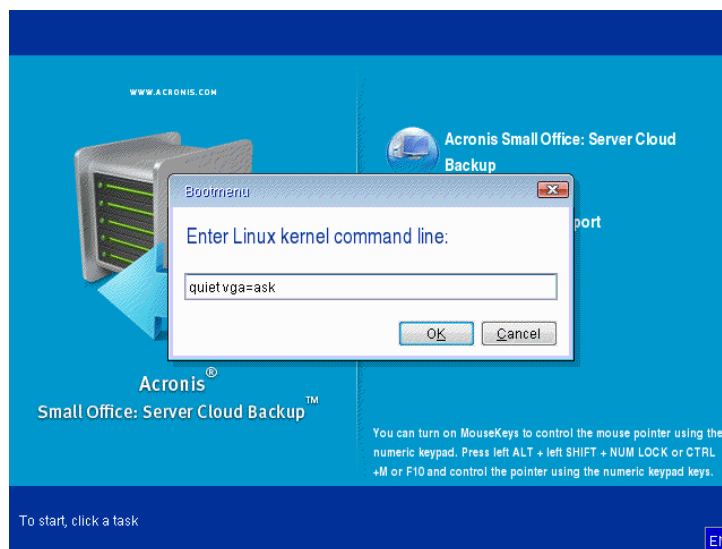 WWW.ACRONIS.COM
Acronis Small Office: Server Cloud
Backup
Bootmenu
port
Enter Linux kernel command line:
quiet vga=ask
OK
Cancel
Acronis®
Small Office: Server Cloud Backup™
You can turn on MouseKeys to control the mouse pointer using the
numeric keypad. Press left ALT + left SHIFT + NUM LOCK or CTRL
+M or F10 and control the pointer using the numeric keypad keys.
To start, click a task
EN